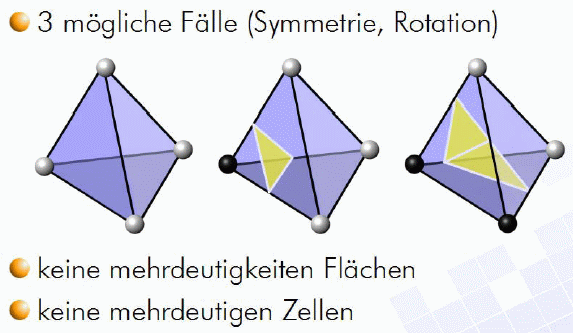 3 mögliche Fälle (Symmetrie, Rotation)
keine mehrdeutigkeiten Flächen
keine mehrdeutigen Zellen